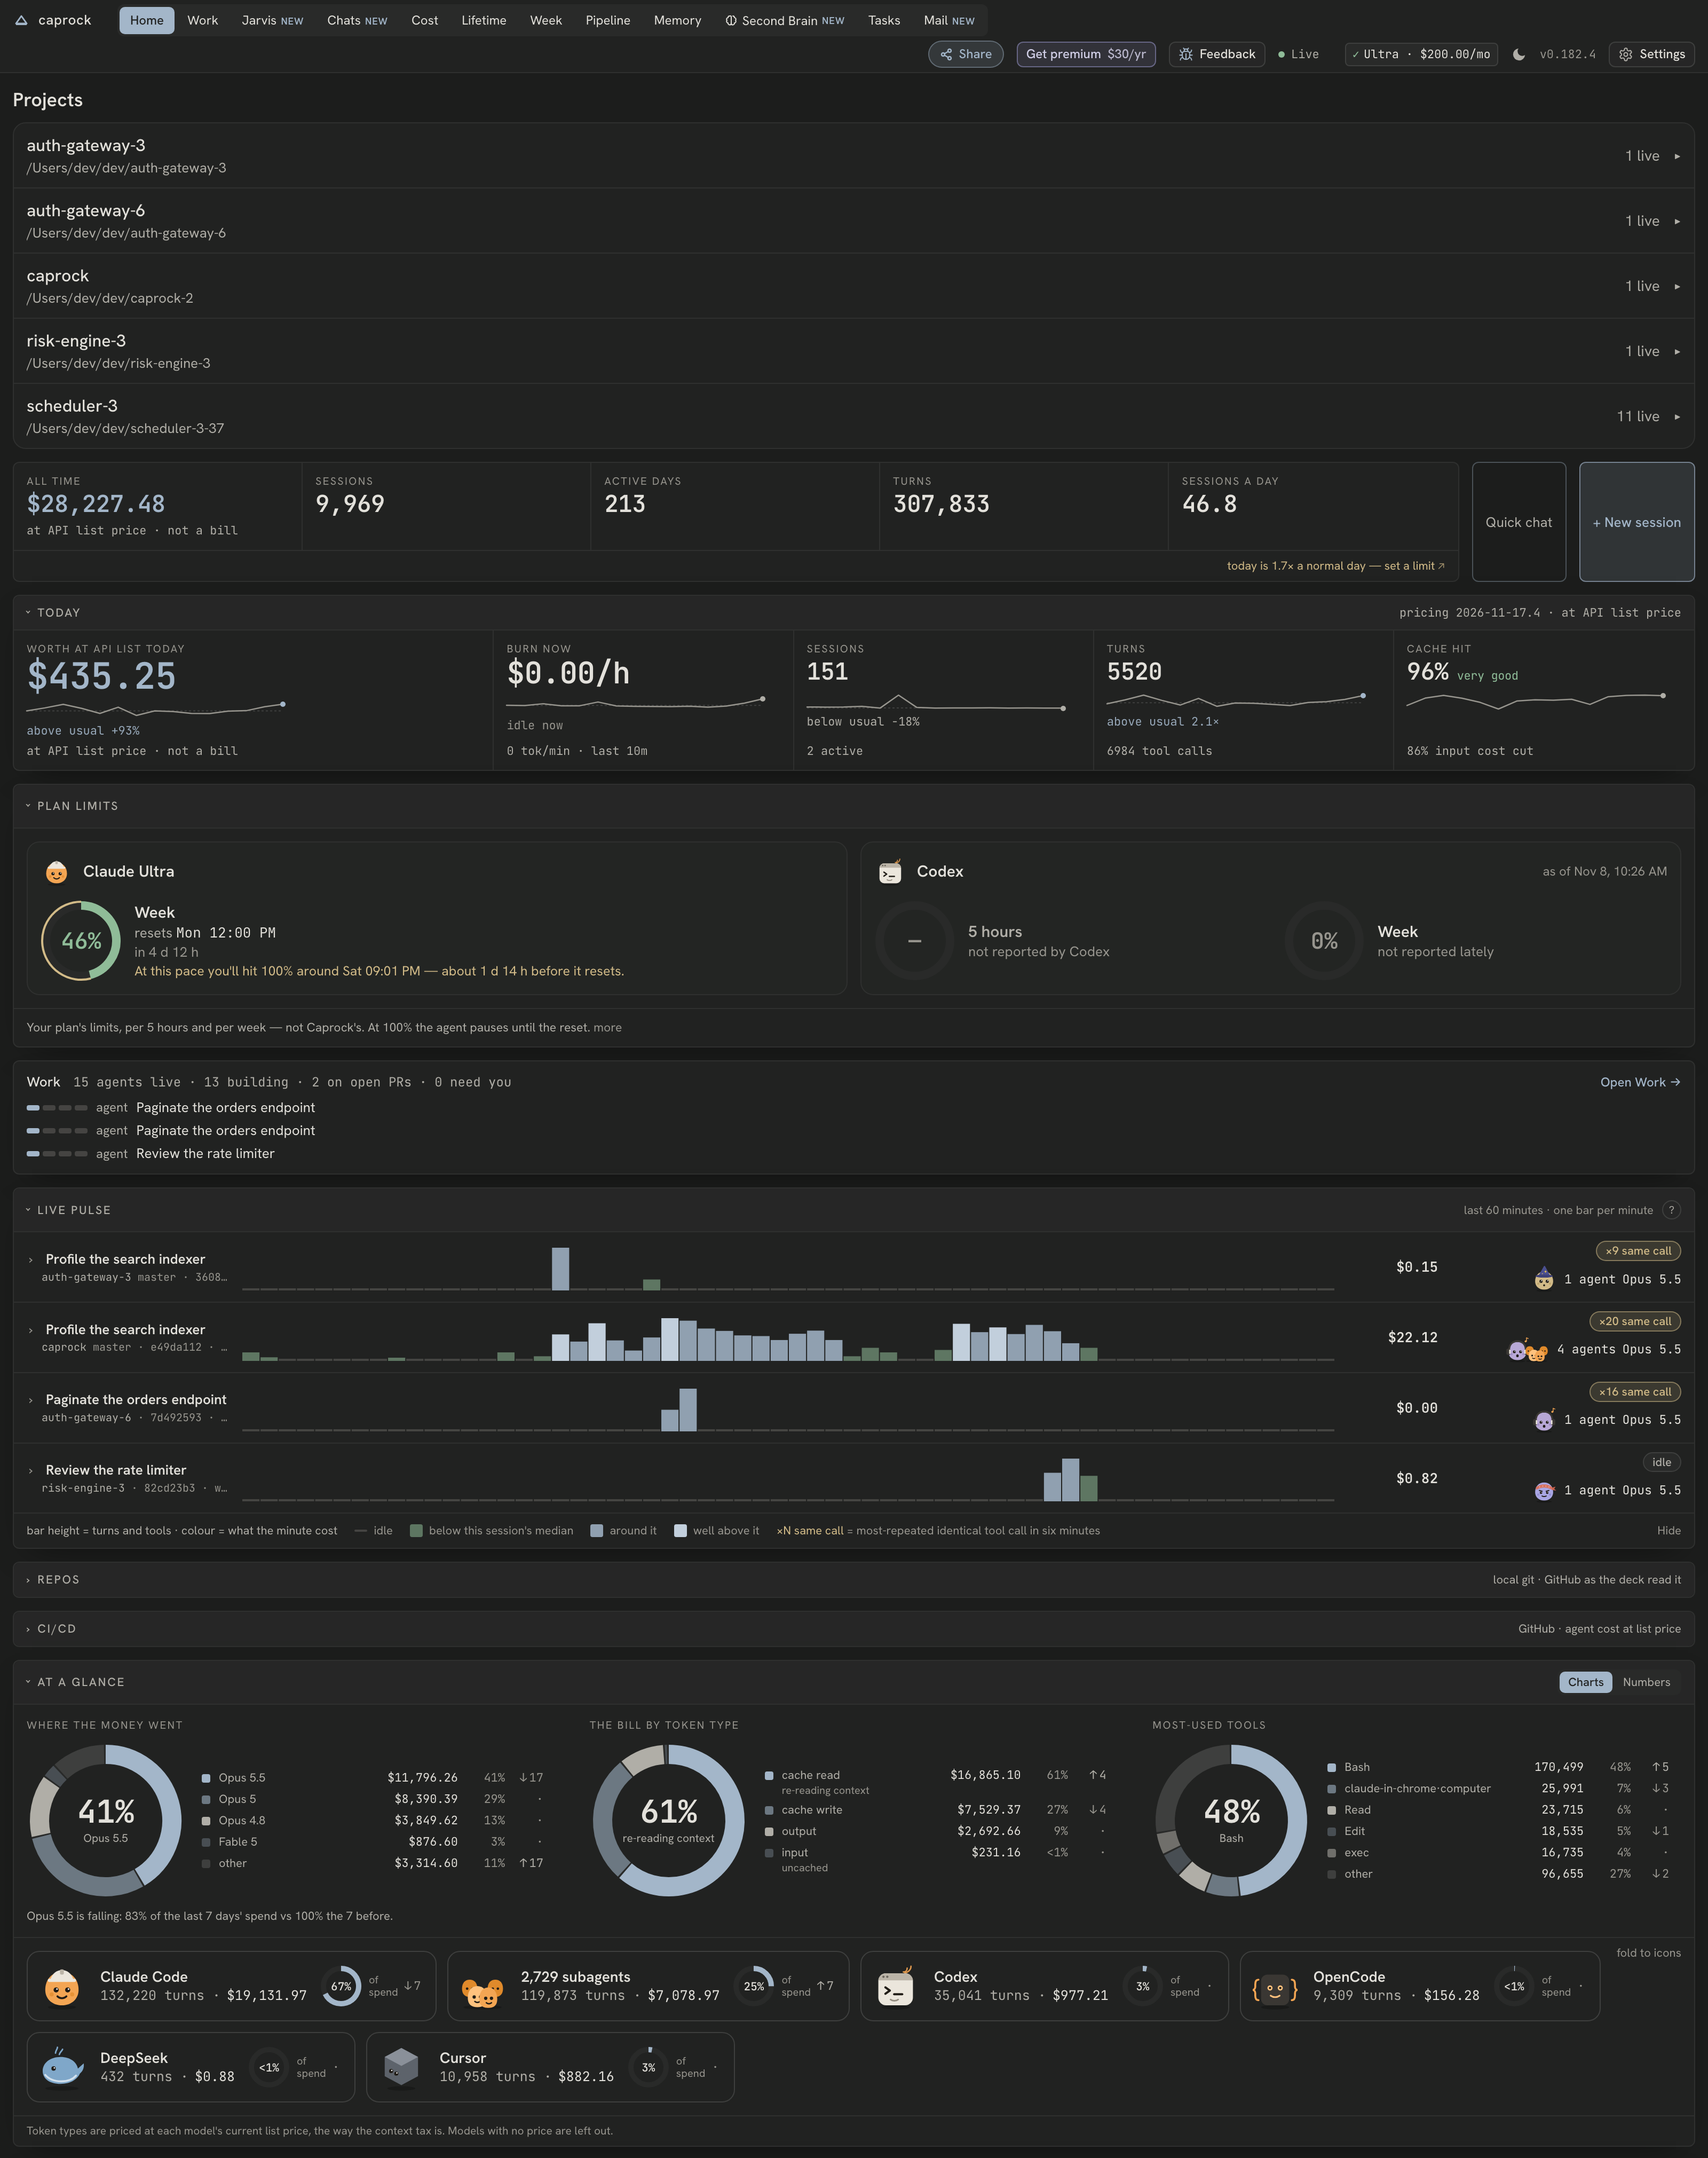 caprock
Home Work Jarvis NEW Chats NEW Cost Lifetime Week Pipeline Memory Second Brain NEW Tasks Mail NEW
Share Get premium $30/yr Feedback Live ✓ Ultra · $200.00/mo v0.182.4 Settings
Projects
auth-gateway-3
/Users/dev/dev/auth-gateway-3
1 live ▸
auth-gateway-6
/Users/dev/dev/auth-gateway-6
1 live ▸
caprock
/Users/dev/dev/caprock-2
1 live ▸
risk-engine-3
/Users/dev/dev/risk-engine-3
1 live ▸
scheduler-3
/Users/dev/dev/scheduler-3-37
11 live ▸
ALL TIME
$28,227.48
at API list price · not a bill
SESSIONS
9,969
ACTIVE DAYS
213
TURNS
307,833
SESSIONS A DAY
46.8
today is 1.7× a normal day — set a limit ↗
Quick chat
+ New session
TODAY
pricing 2026-11-17.4 · at API list price
WORTH AT API LIST TODAY
$435.25
above usual +93%
at API list price · not a bill
BURN NOW
$0.00/h
idle now
0 tok/min · last 10m
SESSIONS
151
below usual -18%
2 active
TURNS
5520
above usual 2.1×
6984 tool calls
CACHE HIT
96% very good
86% input cost cut
PLAN LIMITS
Claude Ultra
46%
Week
resets Mon 12:00 PM
in 4 d 12 h
At this pace you'll hit 100% around Sat 09:01 PM — about 1 d 14 h before it resets.
Codex
as of Nov 8, 10:26 AM
—
5 hours
not reported by Codex
0%
Week
not reported lately
Your plan's limits, per 5 hours and per week — not Caprock's. At 100% the agent pauses until the reset. more
Work 15 agents live · 13 building · 2 on open PRs · 0 need you
Open Work →
agent Paginate the orders endpoint
agent Paginate the orders endpoint
agent Review the rate limiter
LIVE PULSE
last 60 minutes · one bar per minute ?
Profile the search indexer
auth-gateway-3 master · 3608…
$0.15
×9 same call
1 agent Opus 5.5
Profile the search indexer
caprock master · e49da112 · …
$22.12
×20 same call
4 agents Opus 5.5
Paginate the orders endpoint
auth-gateway-6 · 7d492593 · …
$0.00
×16 same call
1 agent Opus 5.5
Review the rate limiter
risk-engine-3 · 82cd23b3 · w…
$0.82
idle
1 agent Opus 5.5
bar height = turns and tools · colour = what the minute cost idle below this session's median around it well above it ×N same call = most-repeated identical tool call in six minutes Hide
REPOS
local git · GitHub as the deck read it
CI/CD
GitHub · agent cost at list price
AT A GLANCE
Charts Numbers
WHERE THE MONEY WENT
41%
Opus 5.5
Opus 5.5 $11,796.26 41% ↓17
Opus 5 $8,390.39 29% ·
Opus 4.8 $3,849.62 13% ·
Fable 5 $876.60 3% ·
other $3,314.60 11% ↑17
Opus 5.5 is falling: 83% of the last 7 days' spend vs 100% the 7 before.
THE BILL BY TOKEN TYPE
61%
re-reading context
cache read $16,865.10 61% ↑4
re-reading context
cache write $7,529.37 27% ↓4
output $2,692.66 9% ·
input $231.16 <1% ·
uncached
MOST-USED TOOLS
48%
Bash
Bash 170,499 48% ↑5
claude-in-chrome·computer 25,991 7% ↓3
Read 23,715 6% ·
Edit 18,535 5% ↓1
exec 16,735 4% ·
other 96,655 27% ↓2
Claude Code
132,220 turns · $19,131.97
67% of spend ↓7
2,729 subagents
119,873 turns · $7,078.97
25% of spend ↑7
Codex
35,041 turns · $977.21
3% of spend ·
OpenCode
9,309 turns · $156.28
<1% of spend ·
fold to icons
DeepSeek
432 turns · $0.88
<1% of spend ·
Cursor
10,958 turns · $882.16
3% of spend ·
Token types are priced at each model's current list price, the way the context tax is. Models with no price are left out.